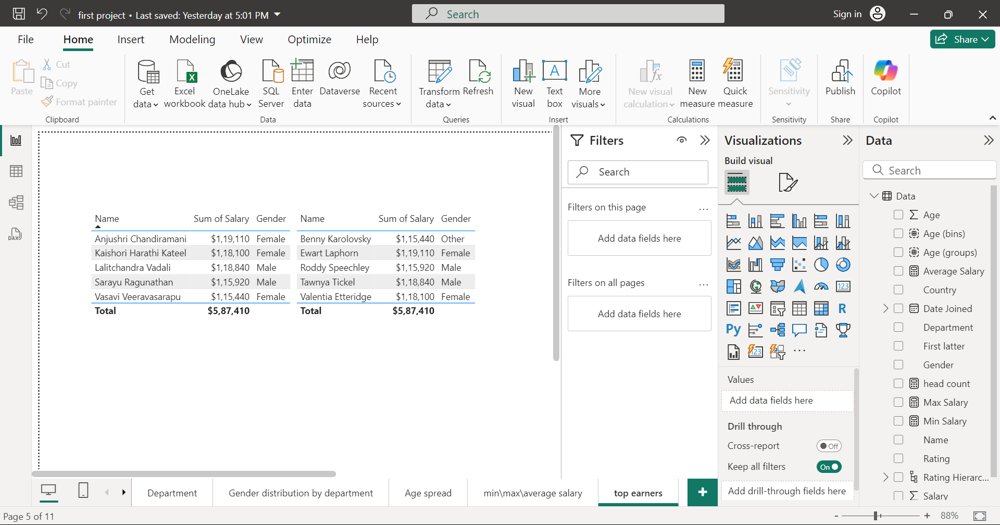 first project • Last saved: Yesterday at 5:01 PM
Search
Sign in
File Home Insert Modeling View Optimize Help
Share
Paste
Cut
Copy
Format painter
Clipboard
Get data
Excel workbook
OneLake data hub
SQL Server
Enter data
Dataverse
Recent sources
Data
Transform data
Refresh
Queries
New visual
Text box
More visuals
Insert
New visual calculation
New measure
Quick measure
Calculations
Sensitivity
Sensitivity
Publish
Share
Copilot
Copilot
DAX
Name Sum of Salary Gender
Anjushri Chandiramani $1,19,110 Female
Kaishori Harathi Kateel $1,18,100 Female
Lalitchandra Vadali $1,18,840 Male
Sarayu Ragunathan $1,15,920 Male
Vasavi Veeravasarapu $1,15,440 Female
Total $5,87,410
Name Sum of Salary Gender
Benny Karolovsky $1,15,440 Other
Ewart Laphorn $1,19,110 Female
Roddy Speechley $1,15,920 Male
Tawnya Tickel $1,18,840 Male
Valentia Etteridge $1,18,100 Female
Total $5,87,410
Filters
Search
Filters on this page ...
Add data fields here
Filters on all pages ...
Add data fields here
Visualizations
Build visual
123
R
Py
123
...
Values
Add data fields here
Drill through
Cross-report Off
Keep all filters On
Add drill-through fields here
Data
Search
Data
Age
Age (bins)
Age (groups)
Average Salary
Country
Date Joined
Department
First latter
Gender
head count
Max Salary
Min Salary
Name
Rating
Rating Hierarc...
Salary
Department
Gender distribution by department
Age spread
min\max\average salary
top earners
+
Page 5 of 11
- + 88%